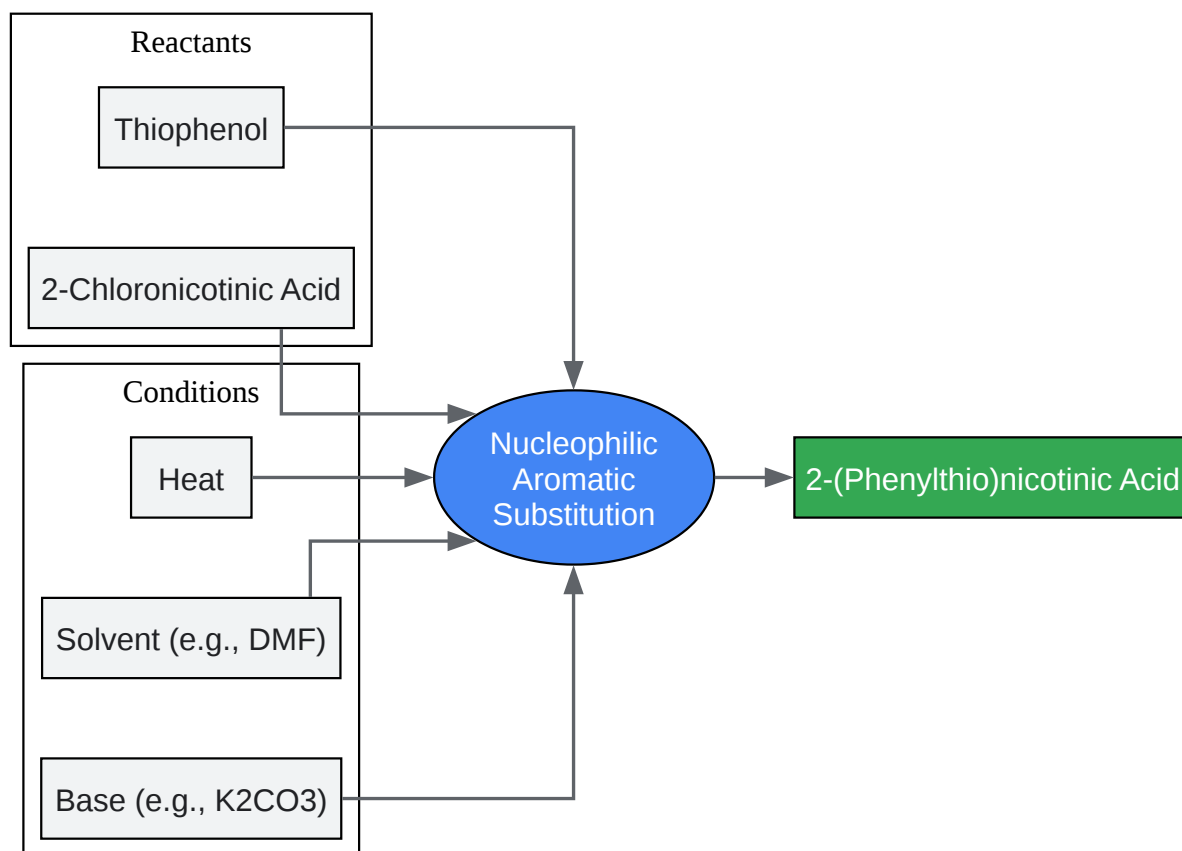 Reactants
Thiophenol
2-Chloronicotinic Acid
Conditions
Heat
Solvent (e.g., DMF)
Base (e.g., K2CO3)
Nucleophilic
Aromatic
Substitution
2-(Phenylthio)nicotinic Acid